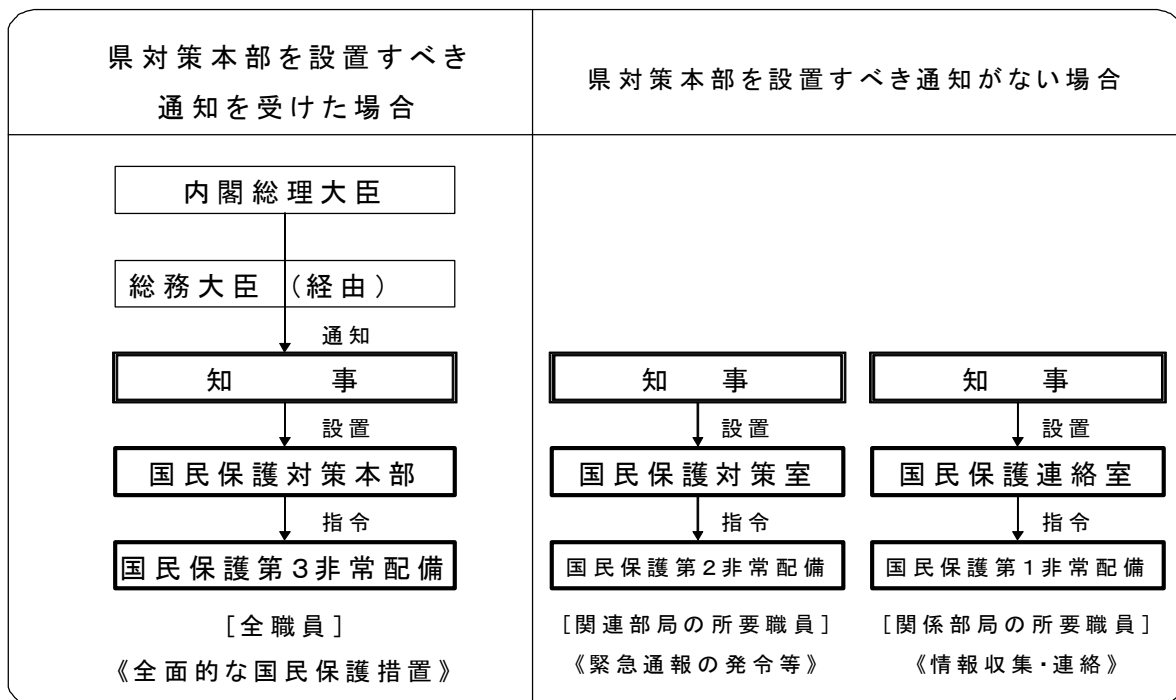 県対策本部を設置すべき
通知を受けた場合
県対策本部を設置すべき通知がない場合
内閣総理大臣
総務大臣（経由）
通知
知　事
設置
国民保護対策本部
指令
国民保護第３非常配備
［全職員］
《全面的な国民保護措置》
知　事
設置
国民保護対策室
指令
国民保護第２非常配備
［関連部局の所要職員］
《緊急通報の発令等》
知　事
設置
国民保護連絡室
指令
国民保護第１非常配備
［関係部局の所要職員］
《情報収集・連絡》